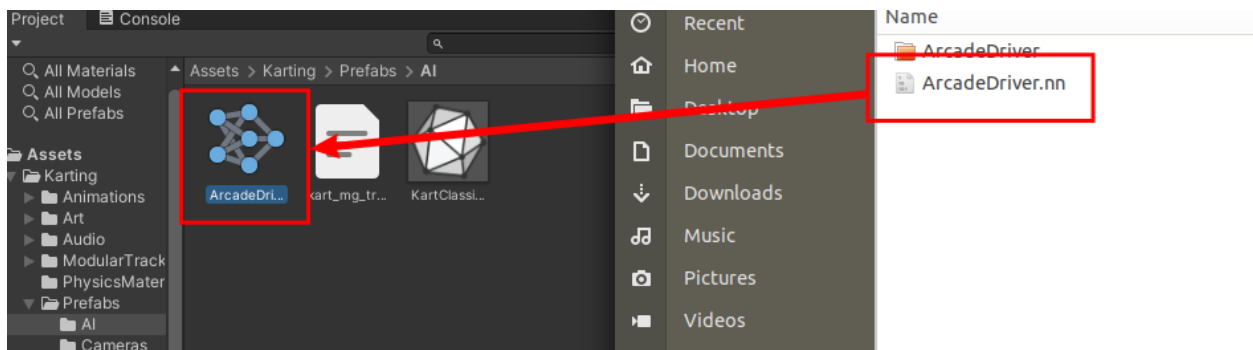 Project
Console
All Materials
All Models
All Prefabs
Assets
Karting
Animations
Art
Audio
ModularTrack
PhysicsMater
Prefabs
AI
Cameras
Assets > Karting > Prefabs > AI
ArcadeDri...
kart_mg_tr...
KartClassi...
Recent
Home
Desktop
Documents
Downloads
Music
Pictures
Videos
Name
ArcadeDriver
ArcadeDriver.nn